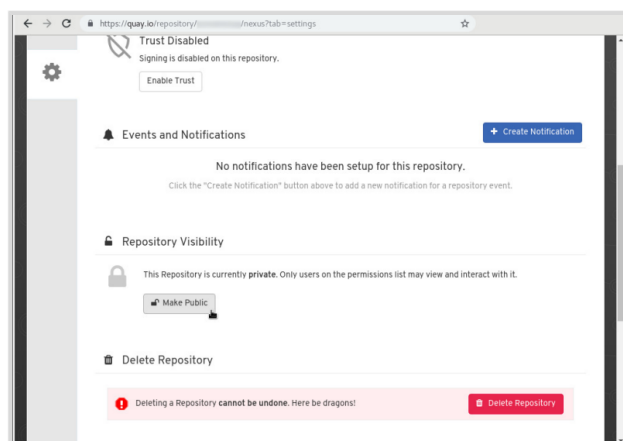 https://quay.io/repository/ /nexus?tab=settings
Trust Disabled
Signing is disabled on this repository.
Enable Trust
Events and Notifications
+ Create Notification
No notifications have been setup for this repository.
Click the "Create Notification" button above to add a new notification for a repository event.
Repository Visibility
This Repository is currently private. Only users on the permissions list may view and interact with it.
Make Public
Delete Repository
Deleting a Repository cannot be undone. Here be dragons!
Delete Repository